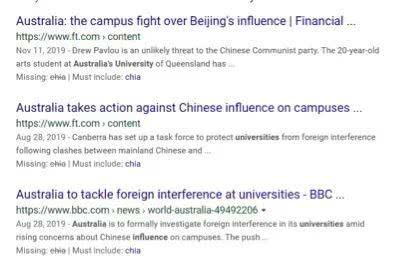 Australia: the campus fight over Beijing's influence | Financial ...
https://www.ft.com › content
Nov 11, 2019 - Drew Pavlou is an unlikely threat to the Chinese Communist party. The 20-year-old
arts student at Australia's University of Queensland has ...
Missing: chia | Must include: chia
Australia takes action against Chinese influence on campuses ...
https://www.ft.com › content
Aug 28, 2019 - Canberra has set up a task force to protect universities from foreign interference
following clashes between mainland Chinese and ...
Missing: chia | Must include: chia
Australia to tackle foreign interference at universities - BBC ...
https://www.bbc.com › news › world-australia-49492206
Aug 28, 2019 - Australia is to formally investigate foreign interference in its universities amid
rising concerns about Chinese influence on campuses. The push ...
Missing: chia | Must include: chia